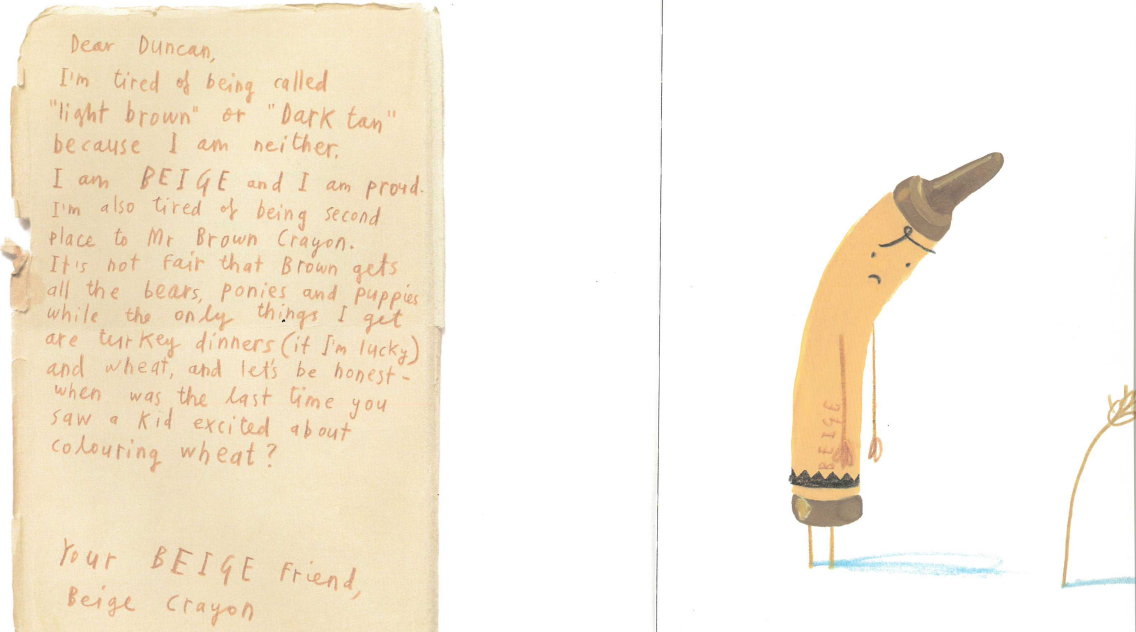 Dear Duncan,
I'm tired of being called
"light brown" or "Dark tan"
because I am neither.
I am BEIGE and I am proud.
I'm also tired of being second
place to Mr Brown Crayon.
It's not fair that Brown gets
all the bears, ponies and puppies
while the only things I get
are turkey dinners (if I'm lucky)
and wheat, and let's be honest-
when was the last time you
saw a kid excited about
colouring wheat?
Your BEIGE friend,
Beige Crayon
BEIGE